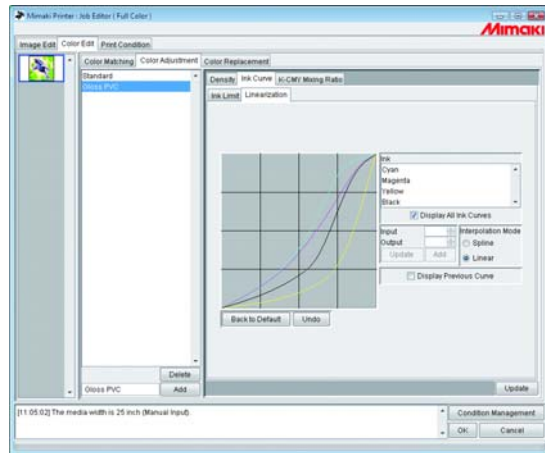 Mimaki Printer : Job Editor ( Full Color )
Mimaki
Image Edit Color Edit Print Condition
Color Matching Color Adjustment Color Replacement
Standard
Gloss PVC
Density Ink Curve K-CMY Mixing Ratio
Ink Limit Linearization
Ink
Cyan
Magenta
Yellow
Black
Display All Ink Curves
Input
Output
Update Add
Interpolation Mode
Spline
Linear
Display Previous Curve
Back to Default Undo
Delete
Gloss PVC Add
Update
[11:05:02] The media width is 25 inch (Manual Input).
Condition Management
OK Cancel